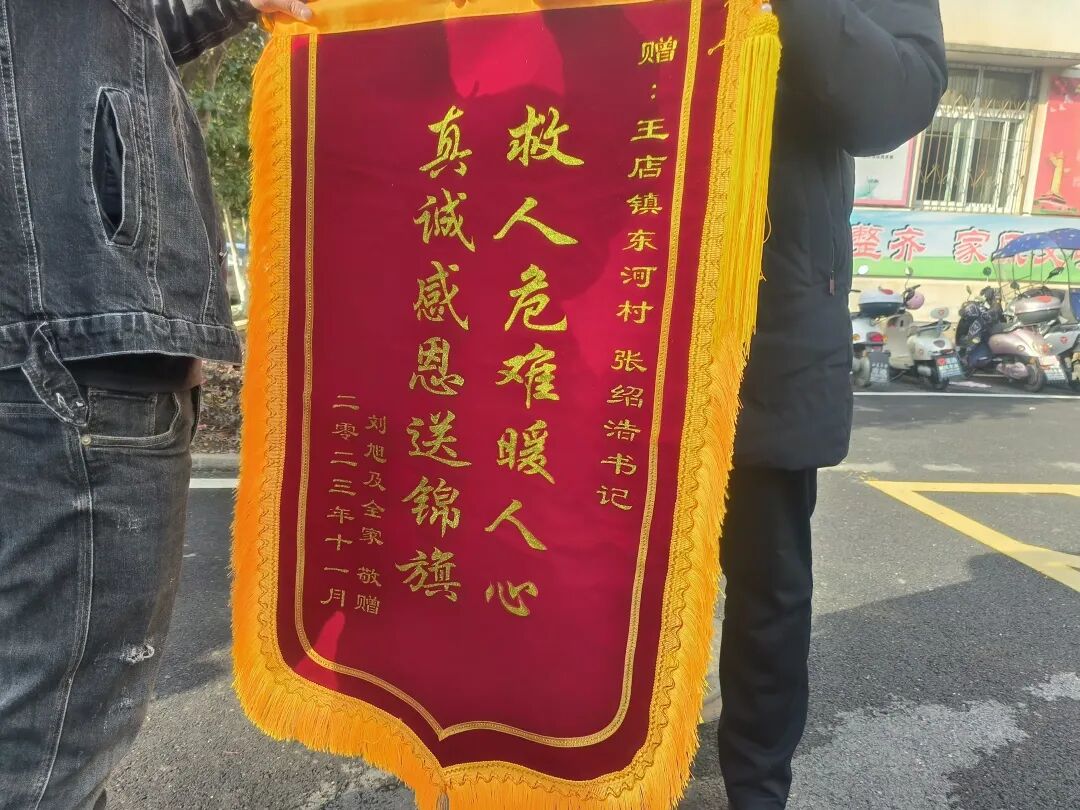 赠：王店镇东河村 张绍浩书记
救人危难暖人心
真诚感恩送锦旗
刘旭及全家 敬赠
二零二三年十一月
整齐 家